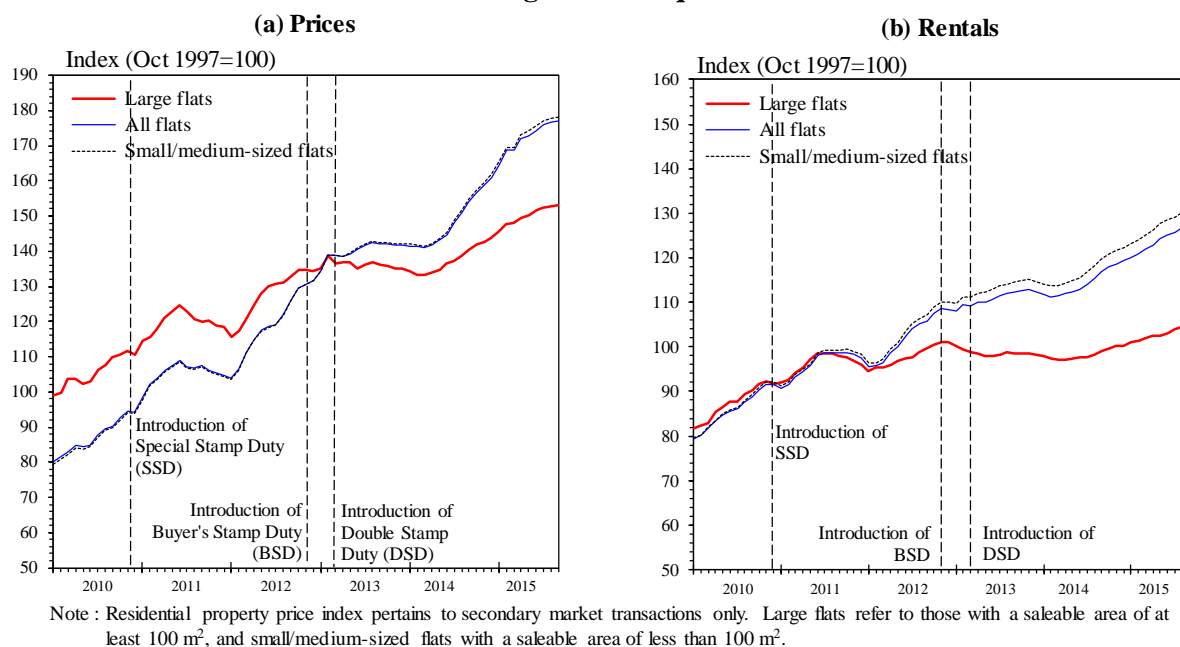 (a) Prices
Index (Oct 1997=100)
190
180
170
160
150
140
130
120
110
100
90
80
70
60
50
Large flats
All flats
Small/medium-sized flats
Introduction of
Special Stamp Duty
(SSD)
Introduction of
Buyer's Stamp Duty
(BSD)
Introduction of
Double Stamp
Duty (DSD)
2010 2011 2012 2013 2014 2015
(b) Rentals
Index (Oct 1997=100)
160
150
140
130
120
110
100
90
80
70
60
50
Large flats
All flats
Small/medium-sized flats
Introduction of
SSD
Introduction of
BSD
Introduction of
DSD
2010 2011 2012 2013 2014 2015
Note : Residential property price index pertains to secondary market transactions only. Large flats refer to those with a saleable area of at
least 100 m², and small/medium-sized flats with a saleable area of less than 100 m².